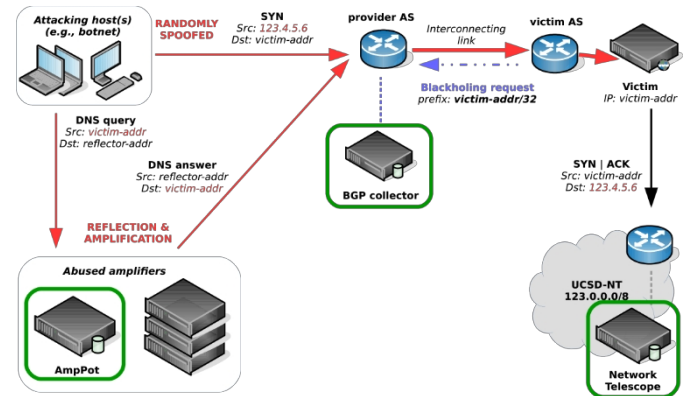 Attacking host(s)
(e.g., botnet)
RANDOMLY
SPOOFED
SYN
Src: 123.4.5.6
Dst: victim-addr
provider AS
Interconnecting
link
victim AS
Blackholing request
prefix: victim-addr/32
Victim
IP: victim-addr
DNS query
Src: victim-addr
Dst: reflector-addr
DNS answer
Src: reflector-addr
Dst: victim-addr
BGP collector
SYN | ACK
Src: victim-addr
Dst: 123.4.5.6
REFLECTION &
AMPLIFICATION
Abused amplifiers
AmpPot
UCSD-NT
123.0.0.0/8
Network
Telescope